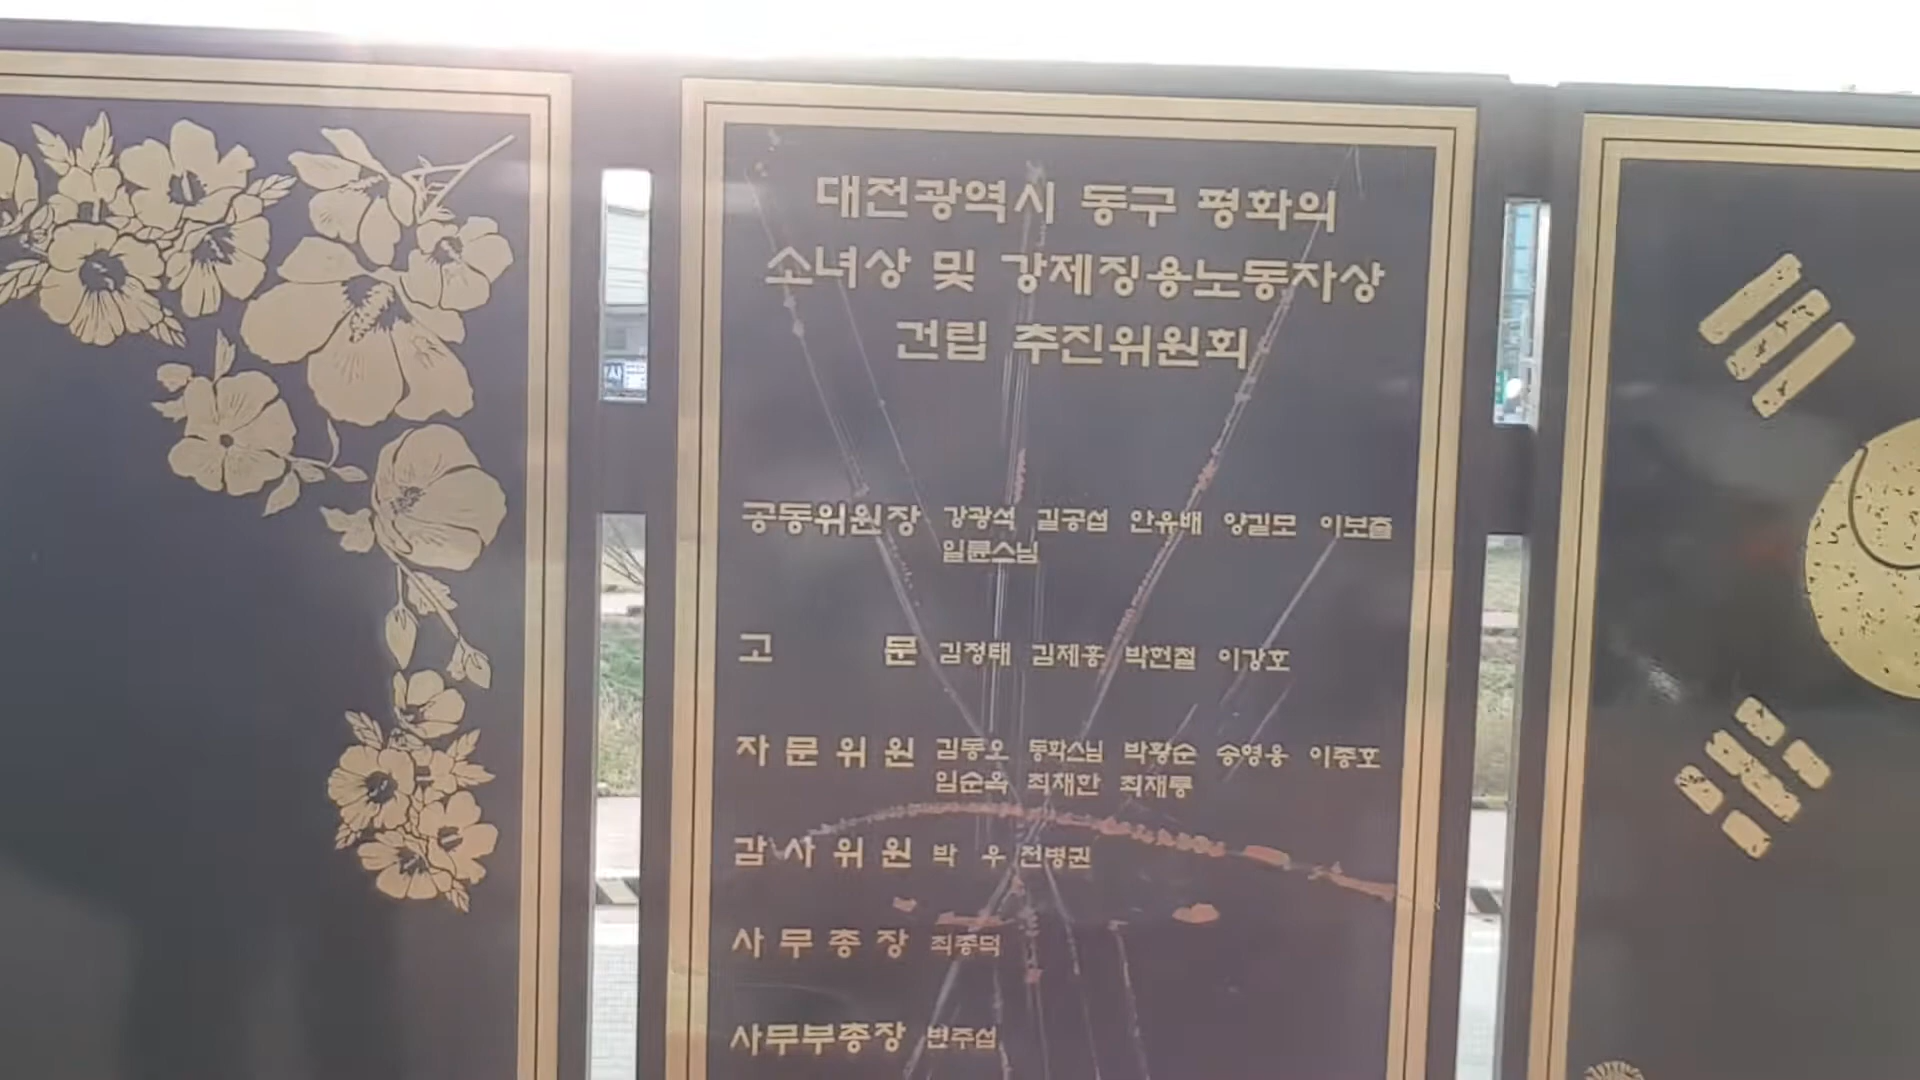 대전광역시 동구 평화의
소녀상 및 강제징용노동자상
건립 추진위원회
공동위원장 강광석 길공섭 안유배 양길모
일륜스님
고 문 김정태 김제홍 박헌철 이강호
자문위원 김동오 동학스님 박황순 송영웅 이종호
임순옥 최재한 최재룡
감사위원 박 우 전병권
사무총장 최종덕
사무부총장 변주섭